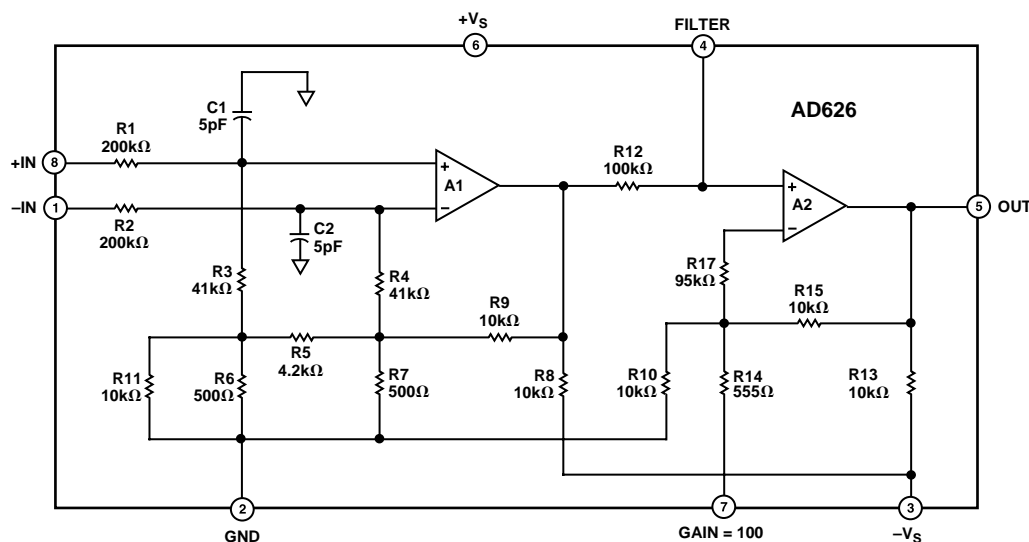 +VS
6
FILTER
4
AD626
C1
5pF
R1
200kΩ
+IN
8
A1
+
−
R12
100kΩ
+
A2
−
−IN
1
R2
200kΩ
C2
5pF
5
OUT
R3
41kΩ
R4
41kΩ
R9
10kΩ
R17
95kΩ
R15
10kΩ
R5
4.2kΩ
R11
10kΩ
R6
500Ω
R7
500Ω
R8
10kΩ
R10
10kΩ
R14
555Ω
R13
10kΩ
2
GND
7
GAIN = 100
3
−VS